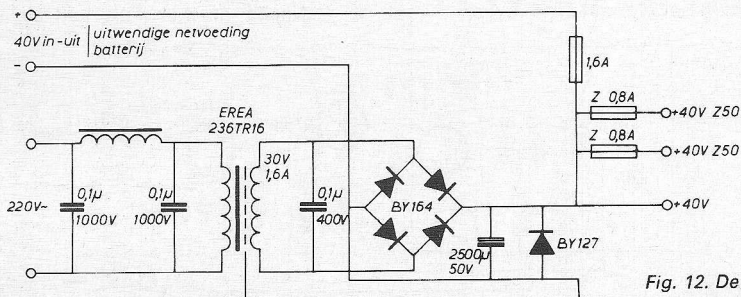 +
40V in-uit
uitwendige netvoeding
batterij
-
1,6A
Z 0,8A
+40V Z50
Z 0,8A
+40V Z50
+40V
EREA
236TR16
30V
1,6A
220V~
0,1µ
1000V
0,1µ
1000V
0,1µ
400V
BY164
2500µ
50V
BY127
Fig. 12. De